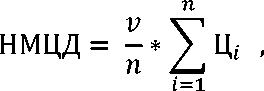 НМЦД = v/n * ∑_{i=1}^{n} Ц_i ,